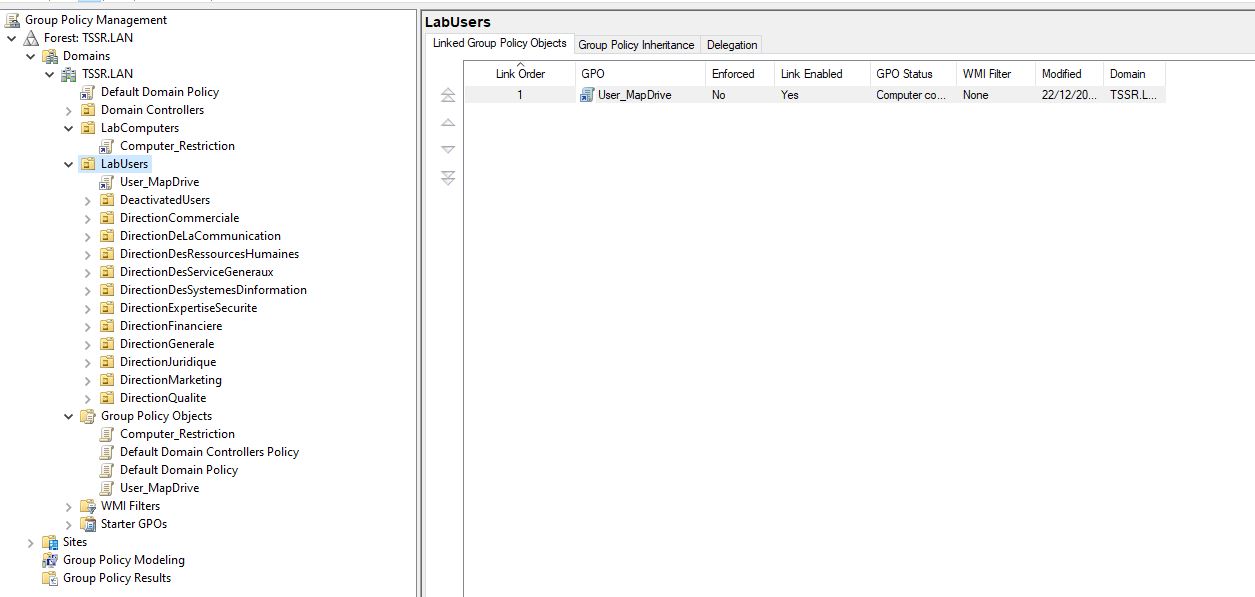 Group Policy Management
Forest: TSSR.LAN
Domains
TSSR.LAN
Default Domain Policy
Domain Controllers
LabComputers
Computer_Restriction
LabUsers
User_MapDrive
DeactivatedUsers
DirectionCommerciale
DirectionDeLaCommunication
DirectionDesRessourcesHumaines
DirectionDesServiceGeneraux
DirectionDesSystemesDinformation
DirectionExpertiseSecurite
DirectionFinanciere
DirectionGenerale
DirectionJuridique
DirectionMarketing
DirectionQualite
Group Policy Objects
Computer_Restriction
Default Domain Controllers Policy
Default Domain Policy
User_MapDrive
WMI Filters
Starter GPOs
Sites
Group Policy Modeling
Group Policy Results
LabUsers
Linked Group Policy Objects Group Policy Inheritance Delegation
Link Order GPO Enforced Link Enabled GPO Status WMI Filter Modified Domain
1 User_MapDrive No Yes Computer co... None 22/12/20... TSSR.L...